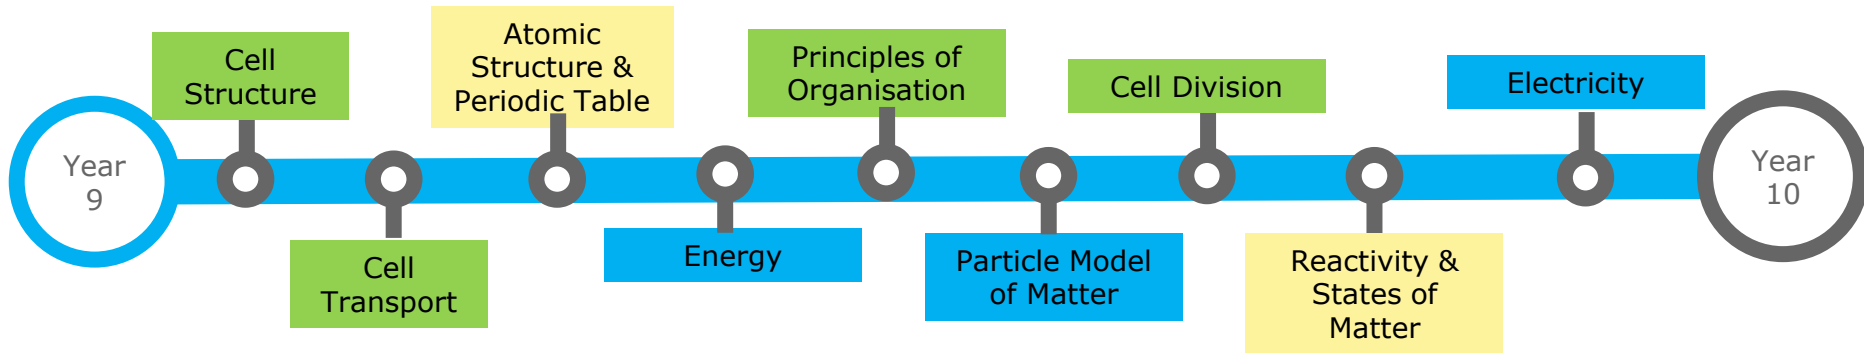 Year
9
Cell
Structure
Cell
Transport
Atomic
Structure &
Periodic Table
Energy
Principles of
Organisation
Particle Model
of Matter
Cell Division
Reactivity &
States of
Matter
Electricity
Year
10